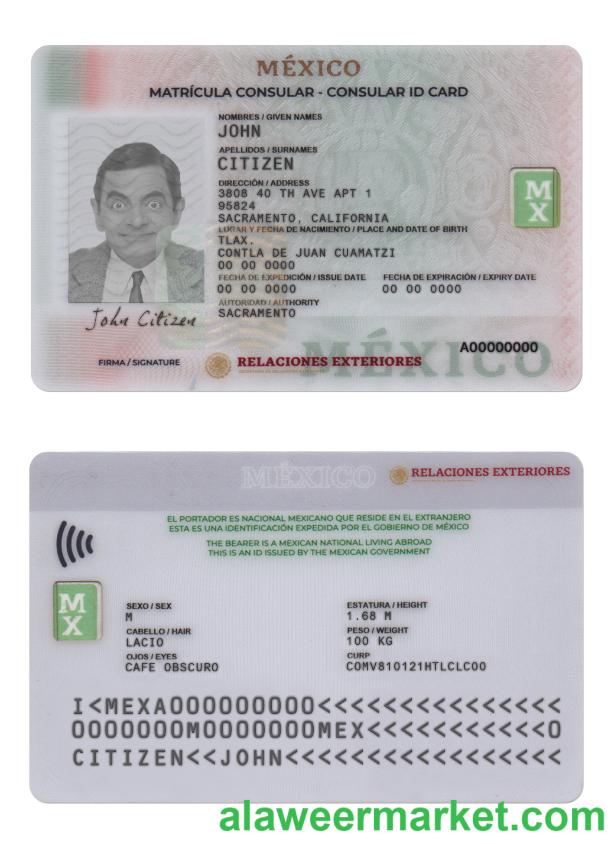 MÉXICO
MATRÍCULA CONSULAR - CONSULAR ID CARD
NOMBRES / GIVEN NAMES
JOHN
APELLIDOS / SURNAMES
CITIZEN
DIRECCIÓN / ADDRESS
3808 40 TH AVE APT 1
95824
SACRAMENTO, CALIFORNIA
LUGAR Y FECHA DE NACIMIENTO / PLACE AND DATE OF BIRTH
TLAX.
CONTLA DE JUAN CUAMATZI
00 00 0000
FECHA DE EXPEDICIÓN / ISSUE DATE FECHA DE EXPIRACIÓN / EXPIRY DATE
00 00 0000 00 00 0000
AUTORIDAD / AUTHORITY
SACRAMENTO
MX
John Citizen
FIRMA / SIGNATURE
RELACIONES EXTERIORES
MÉXICO
A00000000
MÉXICO
RELACIONES EXTERIORES
EL PORTADOR ES NACIONAL MEXICANO QUE RESIDE EN EL EXTRANJERO
ESTA ES UNA IDENTIFICACIÓN EXPEDIDA POR EL GOBIERNO DE MÉXICO
THE BEARER IS A MEXICAN NATIONAL LIVING ABROAD
THIS IS AN ID ISSUED BY THE MEXICAN GOVERNMENT
MX
SEXO / SEX ESTATURA / HEIGHT
M 1.68 M
CABELLO / HAIR PESO / WEIGHT
LACIO 100 KG
OJOS / EYES CURP
CAFE OBSCURO COMV810121HTLCLC00
I<MEXA000000000<<<<<<<<<<<<<<<
0000000M0000000MEX<<<<<<<<<<<0
CITIZEN<<JOHN<<<<<<<<<<<<<<<<<
alaweermarket.com